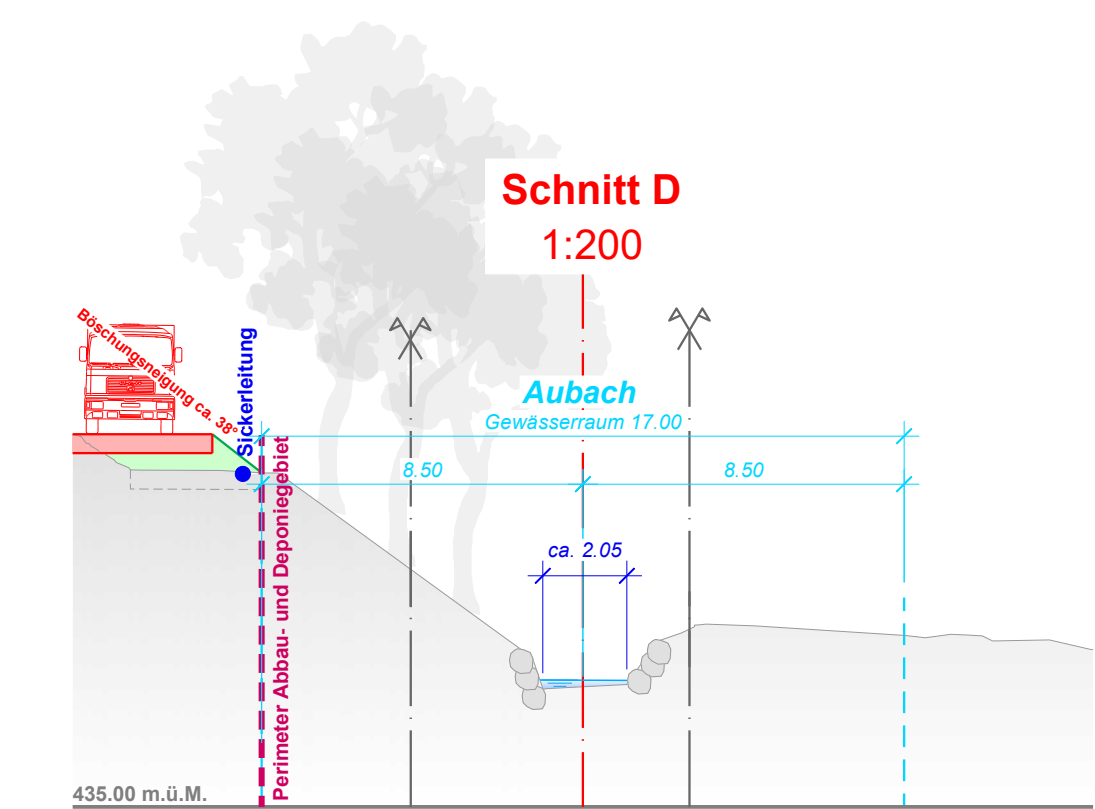 Schnitt D
1:200
Böschungsneigung ca. 38°
Sickerleitung
Aubach
Gewässerraum 17.00
8.50
8.50
ca. 2.05
Perimeter Abbau- und Deponiegebiet
435.00 m.ü.M.